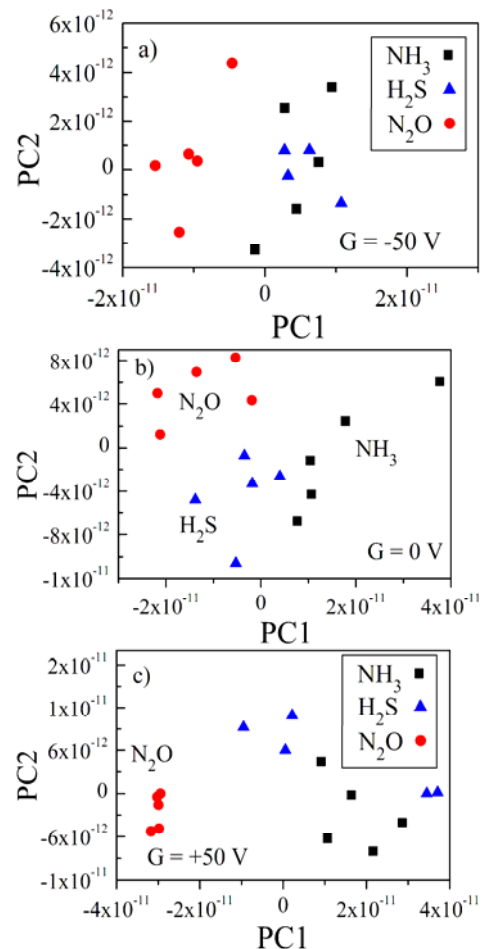 6x10⁻¹²
a)
NH₃
H₂S
N₂O
4x10⁻¹²
2x10⁻¹²
0
-2x10⁻¹²
-4x10⁻¹²
PC2
G = -50 V
-2x10⁻¹¹ 0 2x10⁻¹¹
PC1
8x10⁻¹²
b)
N₂O
4x10⁻¹²
0
NH₃
-4x10⁻¹²
H₂S
-8x10⁻¹²
G = 0 V
-1x10⁻¹¹
PC2
-2x10⁻¹¹ 0 2x10⁻¹¹ 4x10⁻¹¹
PC1
2x10⁻¹¹
c)
NH₃
H₂S
N₂O
1x10⁻¹¹
6x10⁻¹²
N₂O
0
-6x10⁻¹²
G = +50 V
-1x10⁻¹¹
PC2
-4x10⁻¹¹ -2x10⁻¹¹ 0 2x10⁻¹¹ 4x10⁻¹¹
PC1